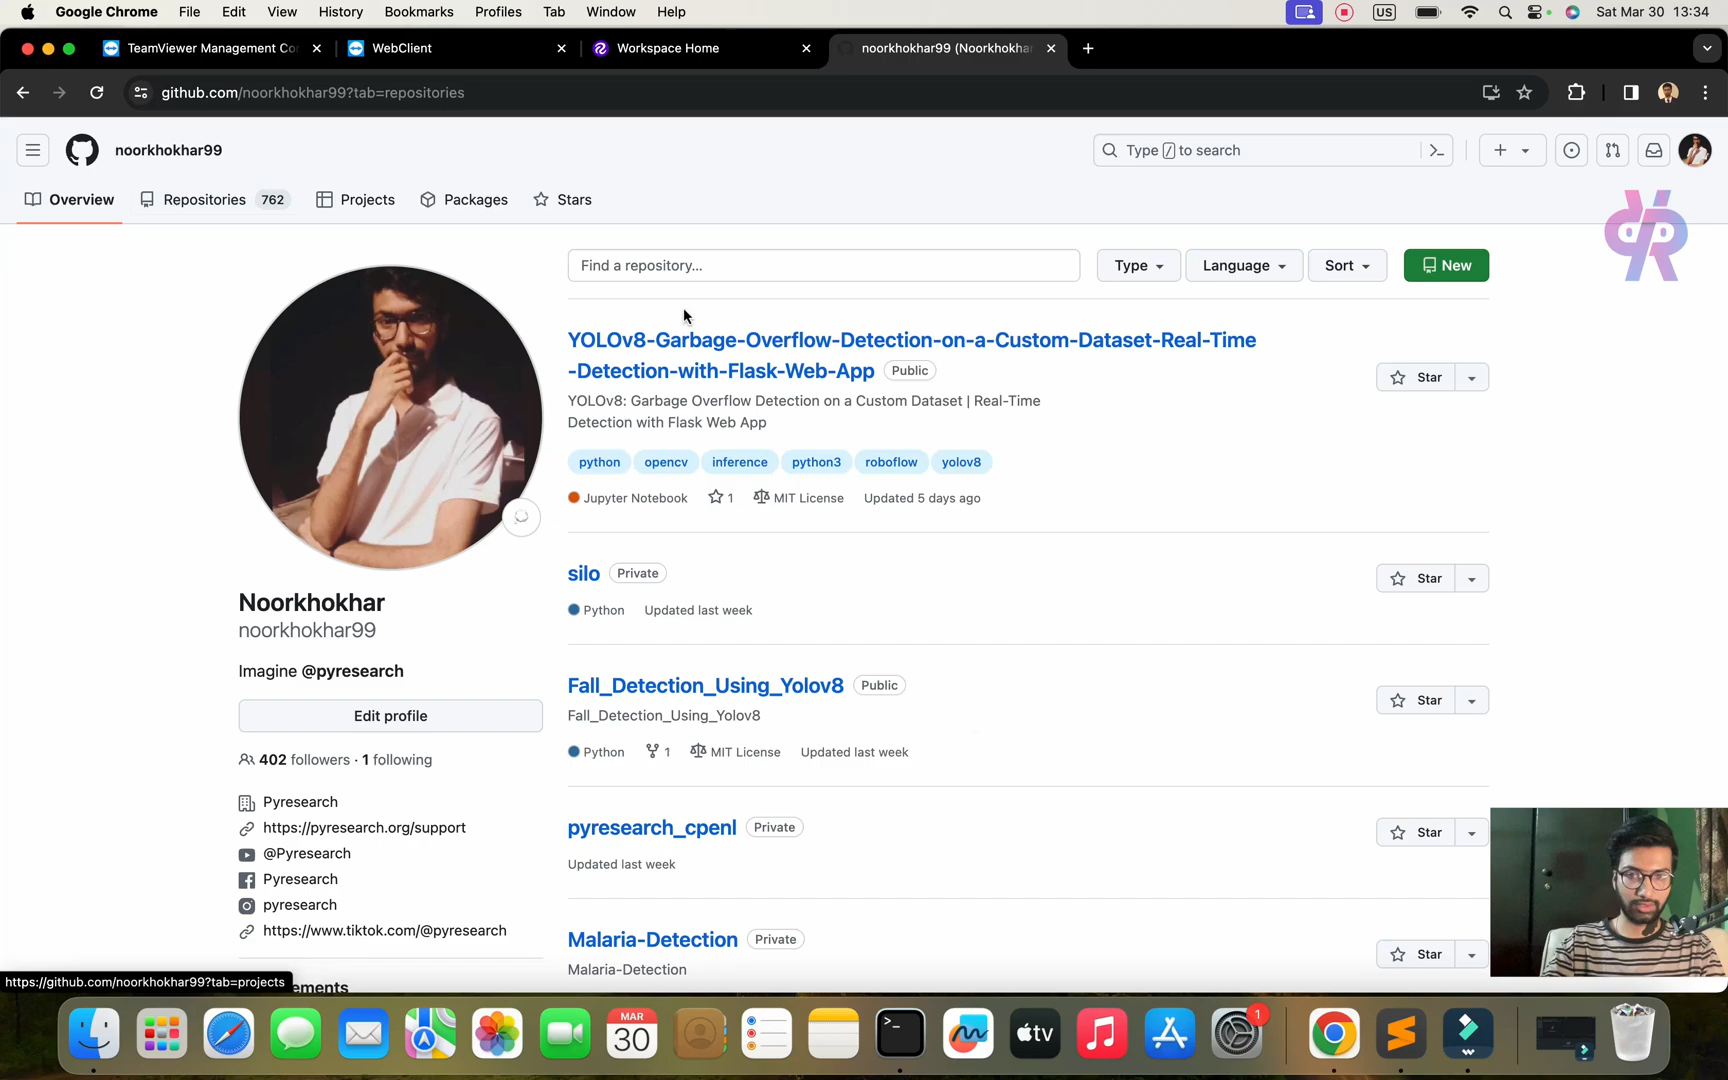 Google Chrome File Edit View History Bookmarks Profiles Tab Window Help US Sat Mar 30 13:34
TeamViewer Management Co WebClient Workspace Home noorkhokhar99 (Noorkhokha
github.com/noorkhokhar99?tab=repositories
noorkhokhar99 Type / to search
Overview Repositories 762 Projects Packages Stars
Find a repository... Type Language Sort New
YOLOv8-Garbage-Overflow-Detection-on-a-Custom-Dataset-Real-Time
-Detection-with-Flask-Web-App Public
Star
YOLOv8: Garbage Overflow Detection on a Custom Dataset | Real-Time
Detection with Flask Web App
python opencv inference python3 roboflow yolov8
Jupyter Notebook 1 MIT License Updated 5 days ago
silo Private
Star
Python Updated last week
Fall_Detection_Using_Yolov8 Public
Star
Fall_Detection_Using_Yolov8
Python 1 MIT License Updated last week
pyresearch_cpenl Private
Star
Updated last week
Malaria-Detection Private
Star
Malaria-Detection
Noorkhokhar
noorkhokhar99
Imagine @pyresearch
Edit profile
402 followers · 1 following
Pyresearch
https://pyresearch.org/support
@Pyresearch
Pyresearch
pyresearch
https://www.tiktok.com/@pyresearch
https://github.com/noorkhokhar99?tab=projects
ements
MAR
30
tv
1